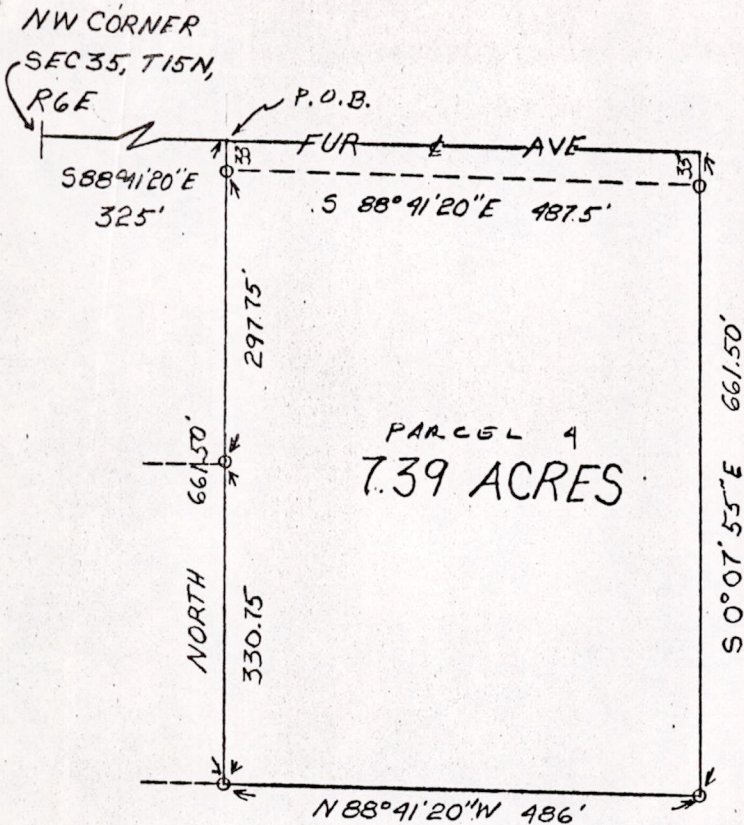 NW CORNER
SEC 35, T15N,
R6E
P.O.B.
FUR ℄ AVE
33
33
S88°41'20"E
325'
S 88°41'20"E 487.5'
297.75'
661.50'
NORTH
330.75
PARCEL 4
7.39 ACRES
S 0°07'55"E 661.50'
N 88°41'20"W 486'